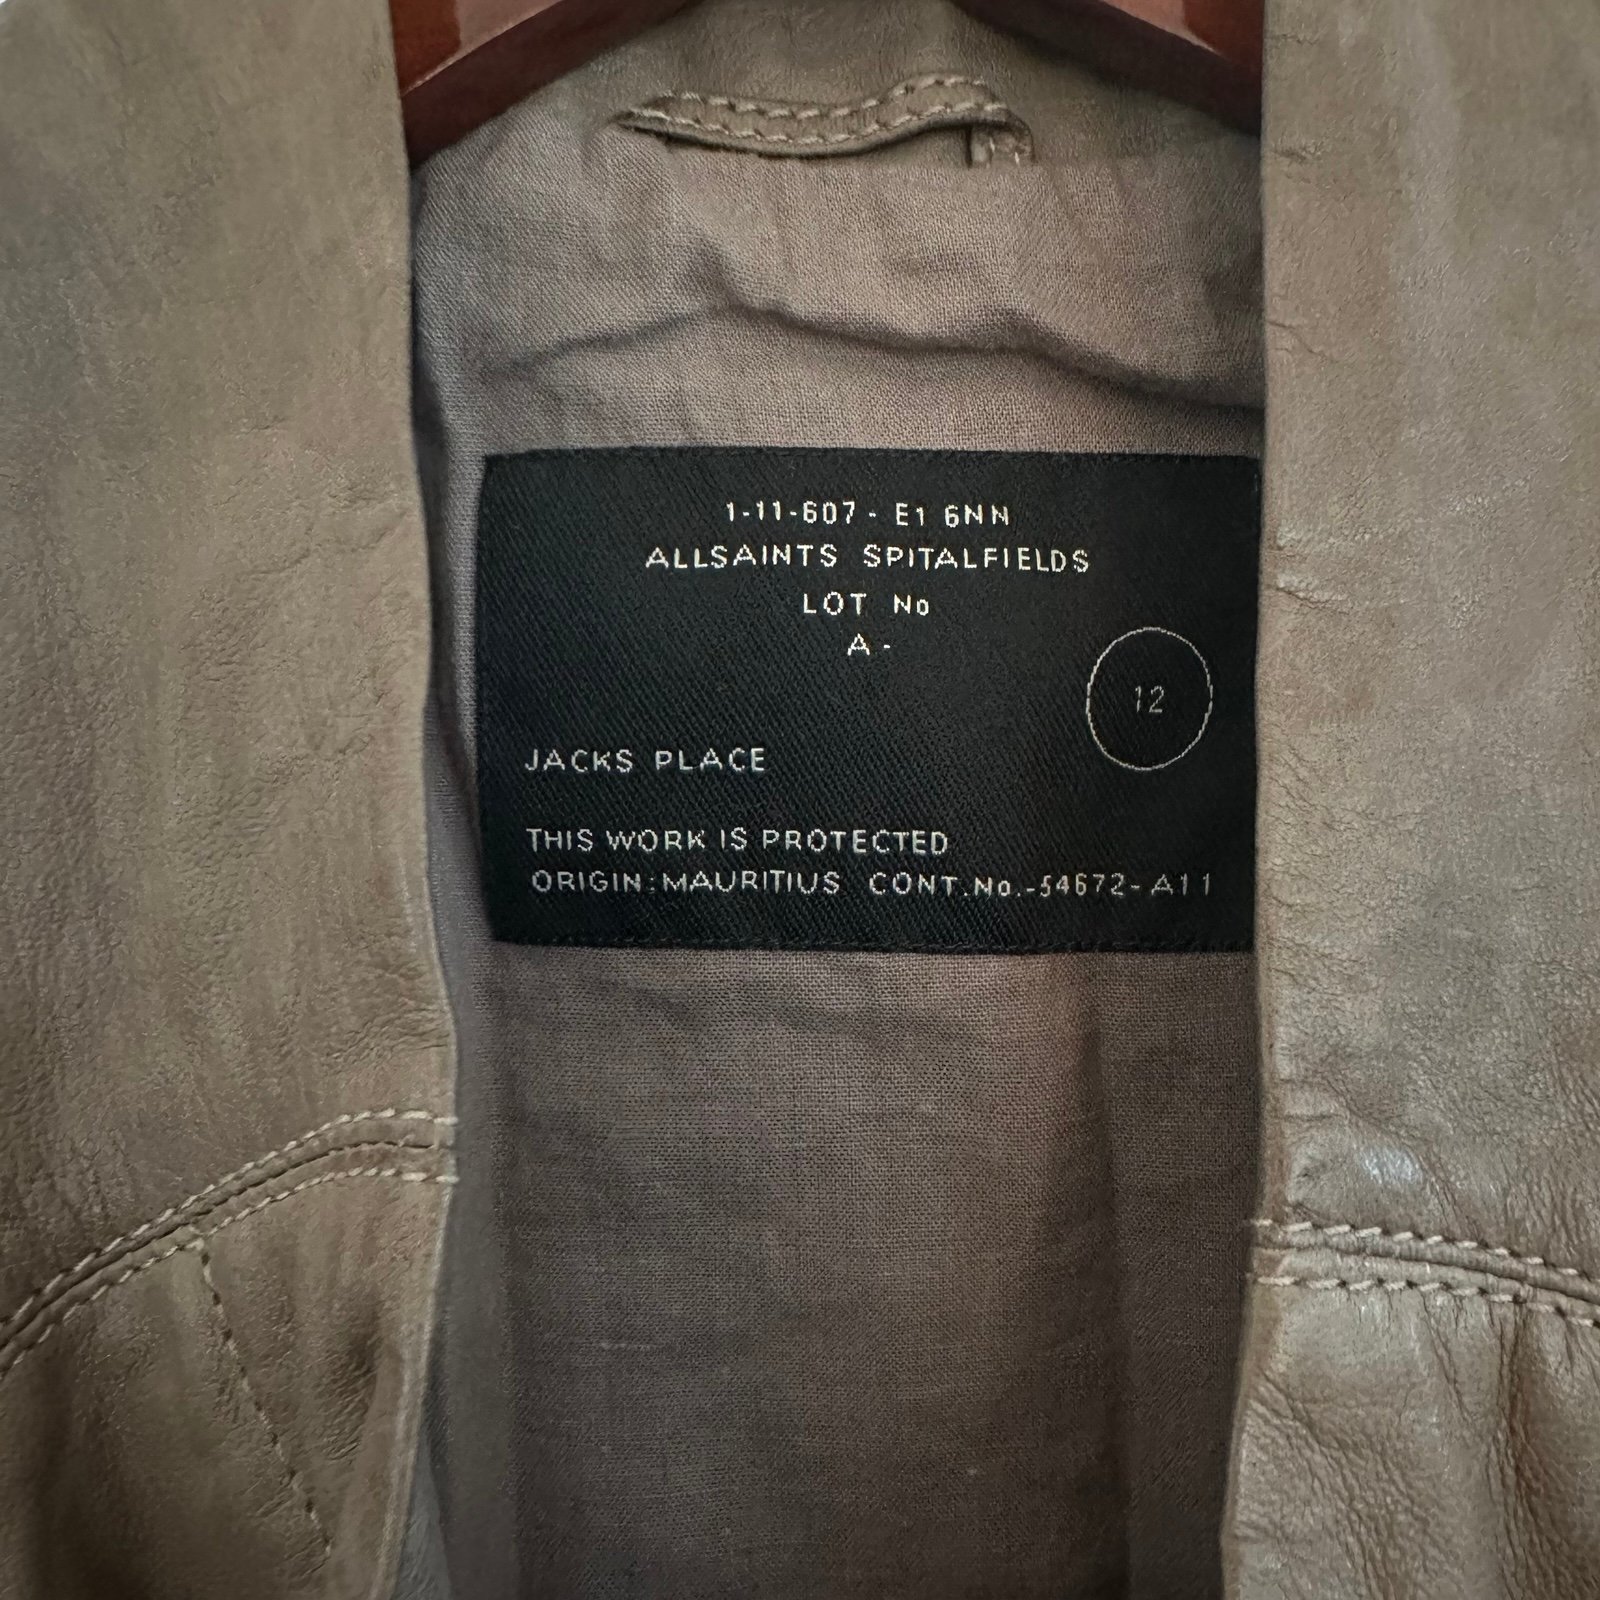 1-11-607 - E1 6NN
ALLSAINTS SPITALFIELDS
LOT No
A -
12
JACKS PLACE
THIS WORK IS PROTECTED
ORIGIN: MAURITIUS CONT.No.-54672-A11